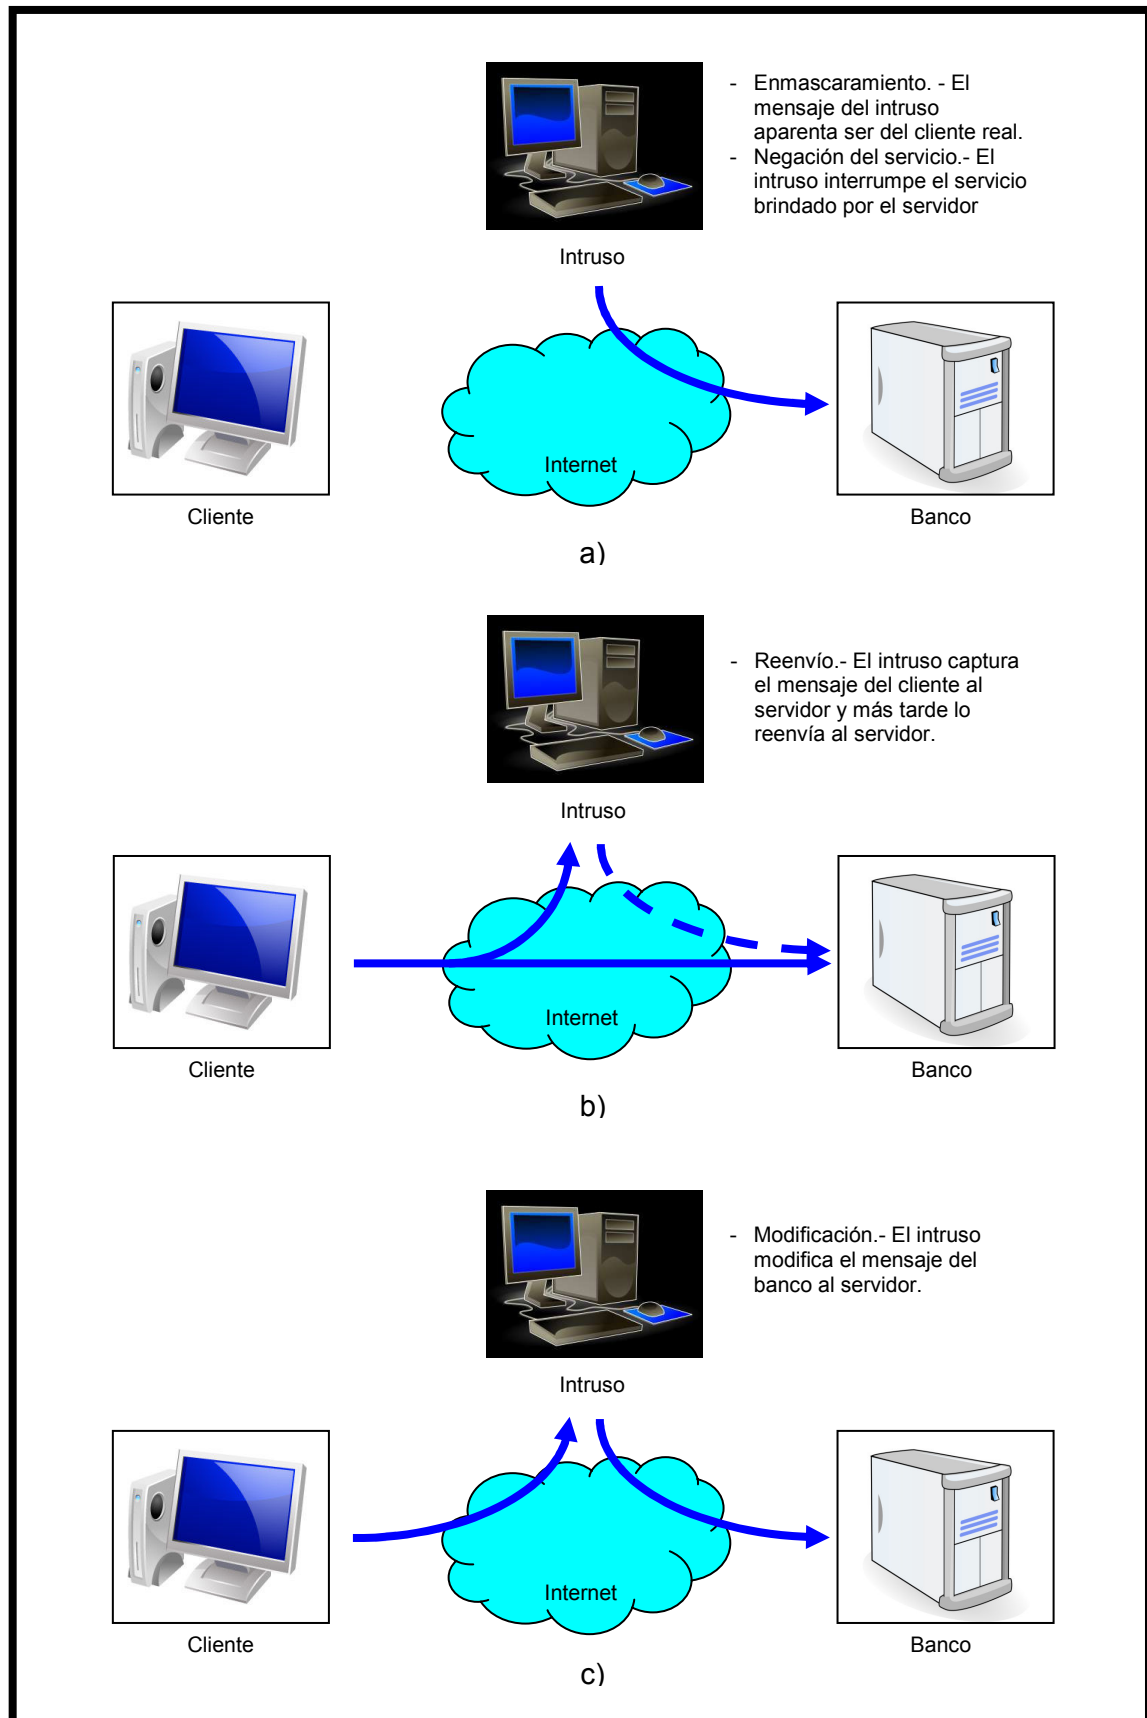 - Enmascaramiento. - El
mensaje del intruso
aparenta ser del cliente real.
- Negación del servicio.- El
intruso interrumpe el servicio
brindado por el servidor
Intruso
Internet
Cliente
Banco
a)
- Reenvío.- El intruso captura
el mensaje del cliente al
servidor y más tarde lo
reenvía al servidor.
Intruso
Internet
Cliente
Banco
b)
- Modificación.- El intruso
modifica el mensaje del
banco al servidor.
Intruso
Internet
Cliente
Banco
c)